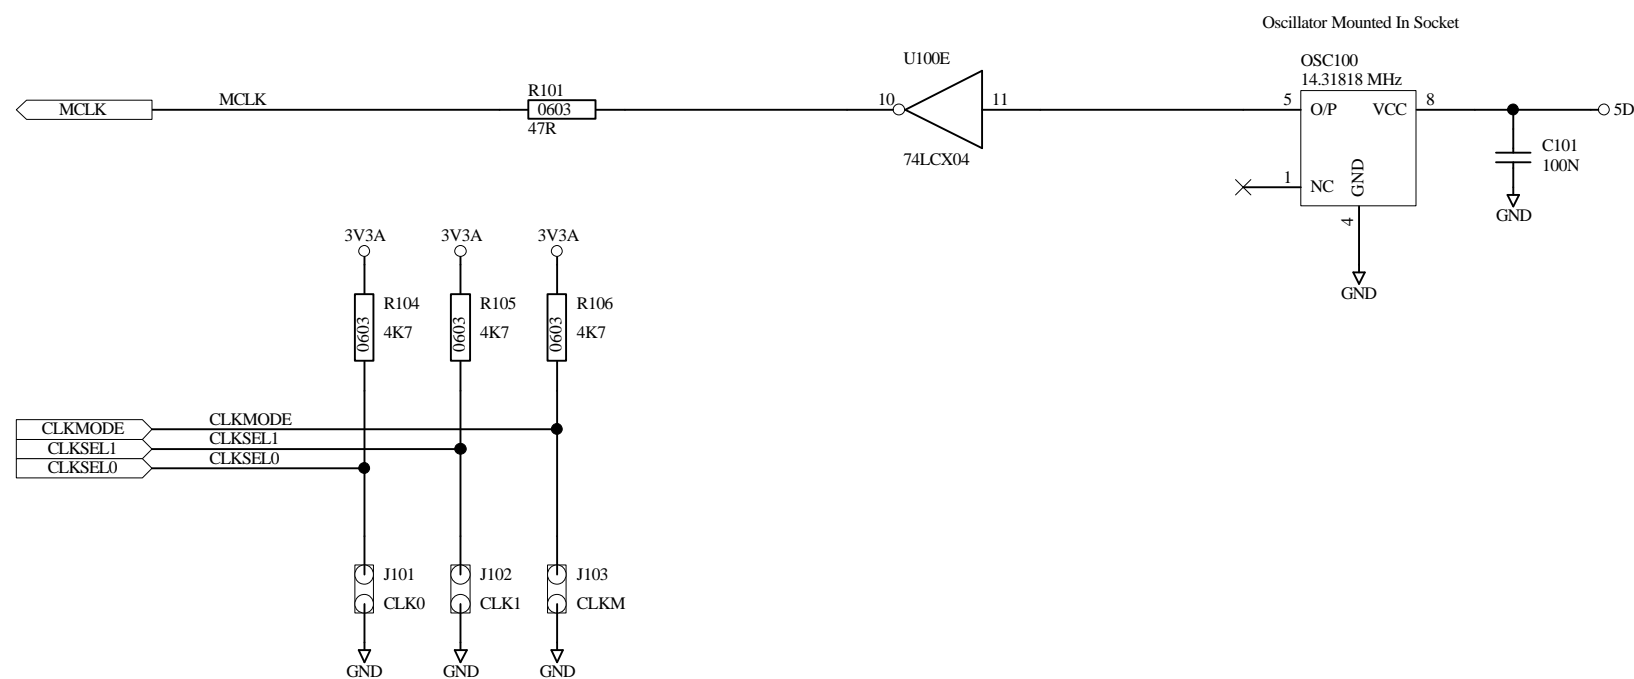 Oscillator Mounted In Socket
U100E
OSC100
14.31818 MHz
MCLK
MCLK
R101
0603
47R
10
11
74LCX04
5
O/P
VCC
8
5D
C101
100N
GND
1
NC
GND
4
GND
3V3A
3V3A
3V3A
R104
0603
4K7
R105
0603
4K7
R106
0603
4K7
CLKMODE
CLKMODE
CLKSEL1
CLKSEL1
CLKSEL0
CLKSEL0
J101
CLK0
J102
CLK1
J103
CLKM
GND
GND
GND